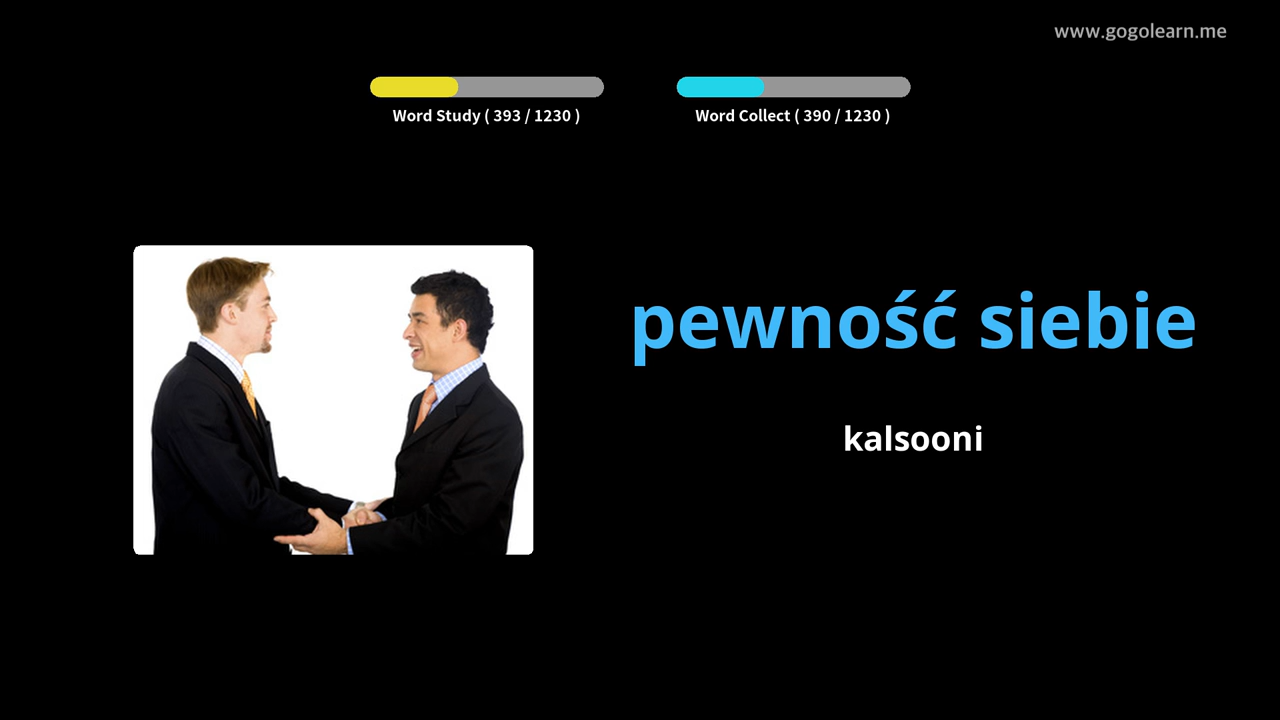 www.gogolearn.me
Word Study ( 393 / 1230 )
Word Collect ( 390 / 1230 )
pewność siebie
kalsooni